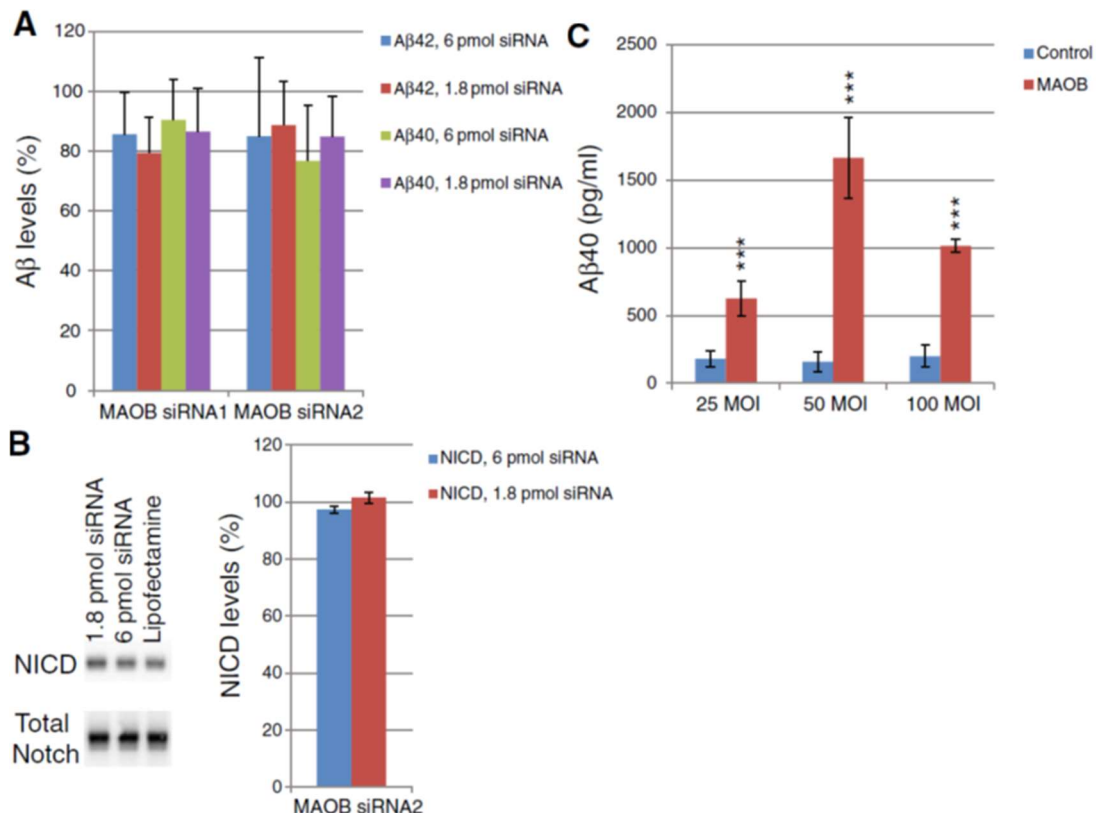 A
Aβ levels (%)
120
100
80
60
40
20
0
MAOB siRNA1 MAOB siRNA2
Aβ42, 6 pmol siRNA
Aβ42, 1.8 pmol siRNA
Aβ40, 6 pmol siRNA
Aβ40, 1.8 pmol siRNA
C
Aβ40 (pg/ml)
2500
2000
1500
1000
500
0
***
***
***
25 MOI 50 MOI 100 MOI
Control
MAOB
B
1.8 pmol siRNA
6 pmol siRNA
Lipofectamine
NICD
Total
Notch
NICD levels (%)
120
100
80
60
40
20
0
MAOB siRNA2
NICD, 6 pmol siRNA
NICD, 1.8 pmol siRNA